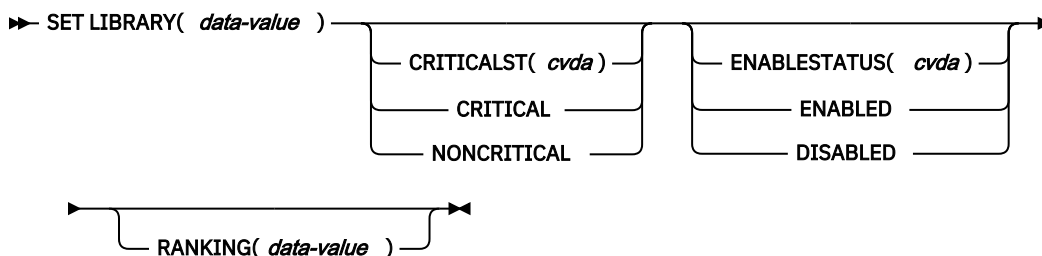 SET LIBRARY( data-value )
CRITICALST( cvda )
CRITICAL
NONCRITICAL
ENABLESTATUS( cvda )
ENABLED
DISABLED
RANKING( data-value )